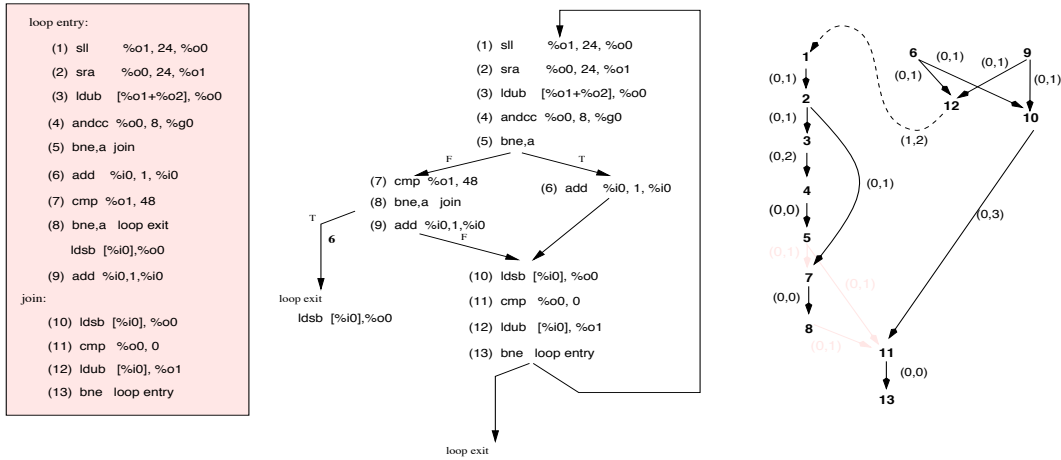 loop entry:
(1) sll %o1, 24, %o0
(2) sra %o0, 24, %o1
(3) ldub [%o1+%o2], %o0
(4) andcc %o0, 8, %g0
(5) bne,a join
(6) add %i0, 1, %i0
(7) cmp %o1, 48
(8) bne,a loop exit
ldsb [%i0],%o0
(9) add %i0,1,%i0
join:
(10) ldsb [%i0], %o0
(11) cmp %o0, 0
(12) ldub [%i0], %o1
(13) bne loop entry
(1) sll %o1, 24, %o0
(2) sra %o0, 24, %o1
(3) ldub [%o1+%o2], %o0
(4) andcc %o0, 8, %g0
(5) bne,a
F
T
(7) cmp %o1, 48
(8) bne,a join
(9) add %i0,1,%i0
(6) add %i0, 1, %i0
T
6
F
loop exit
ldsb [%i0],%o0
(10) ldsb [%i0], %o0
(11) cmp %o0, 0
(12) ldub [%i0], %o1
(13) bne loop entry
loop exit
1
(0,1)
2
(0,1)
3
(0,2)
4
(0,0)
5
(0,1)
7
(0,0)
8
(0,1)
(0,1)
(0,1)
6
(0,1)
(0,1)
9
(0,1)
(0,1)
12
10
(1,2)
(0,3)
11
(0,0)
13